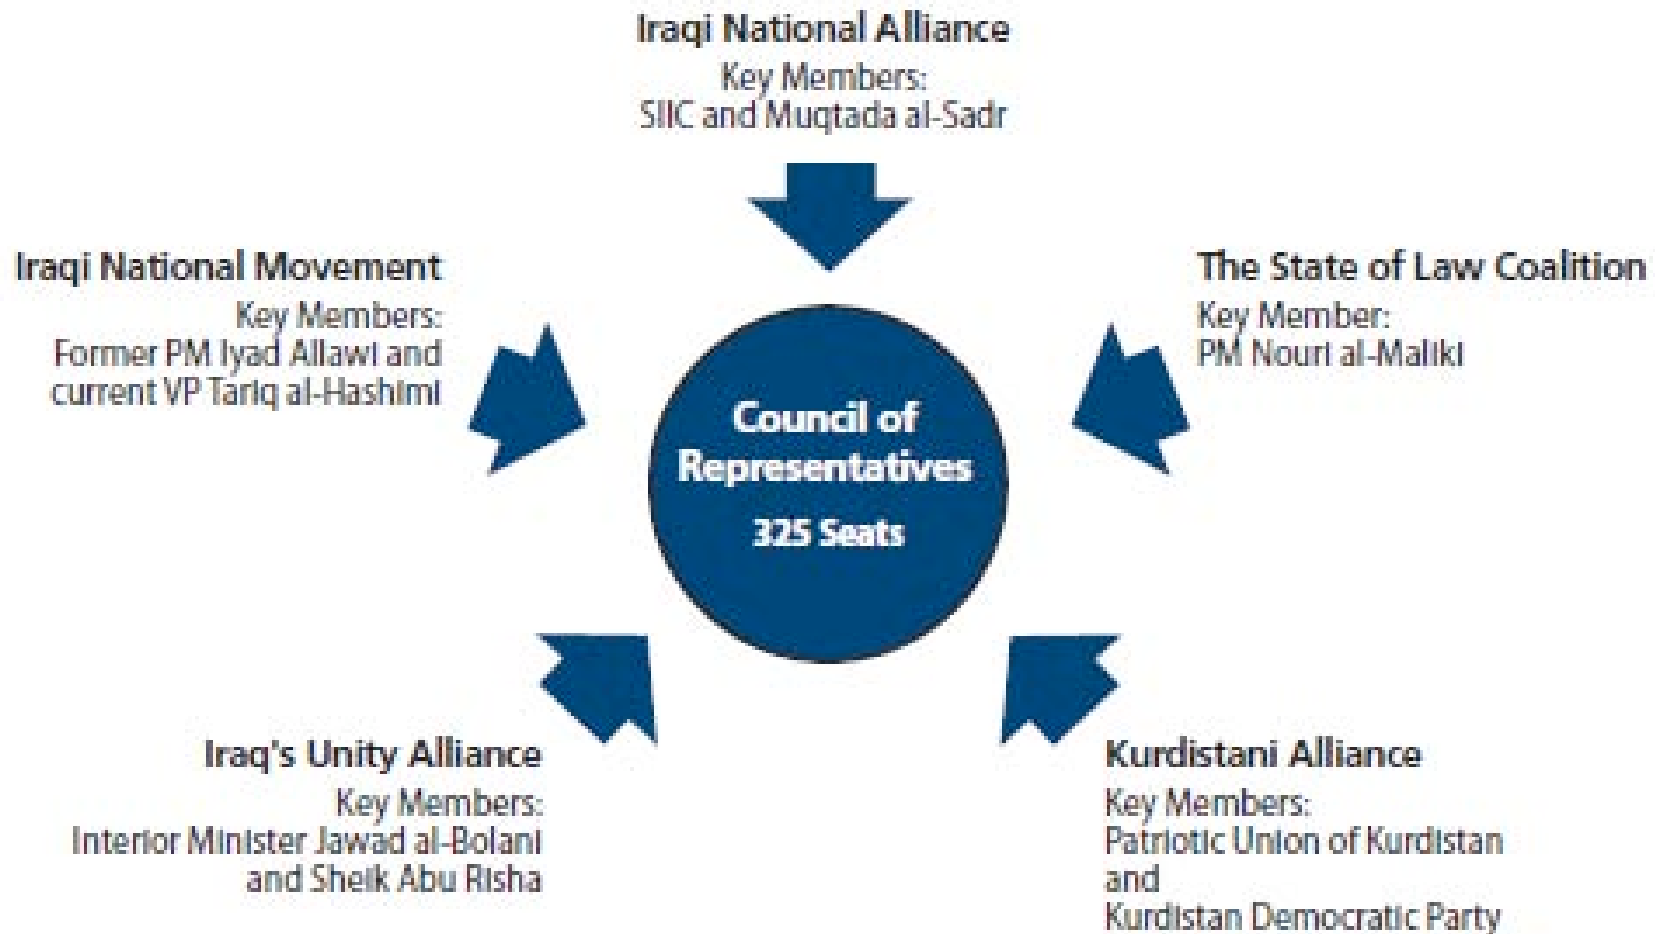 Iraqi National Alliance
Key Members:
SIIC and Muqtada al-Sadr
Iraqi National Movement
Key Members:
Former PM Iyad Allawi and
current VP Tariq al-Hashimi
The State of Law Coalition
Key Member:
PM Nouri al-Maliki
Council of
Representatives
325 Seats
Iraq's Unity Alliance
Key Members:
Interior Minister Jawad al-Bolani
and Sheik Abu Risha
Kurdistani Alliance
Key Members:
Patriotic Union of Kurdistan
and
Kurdistan Democratic Party